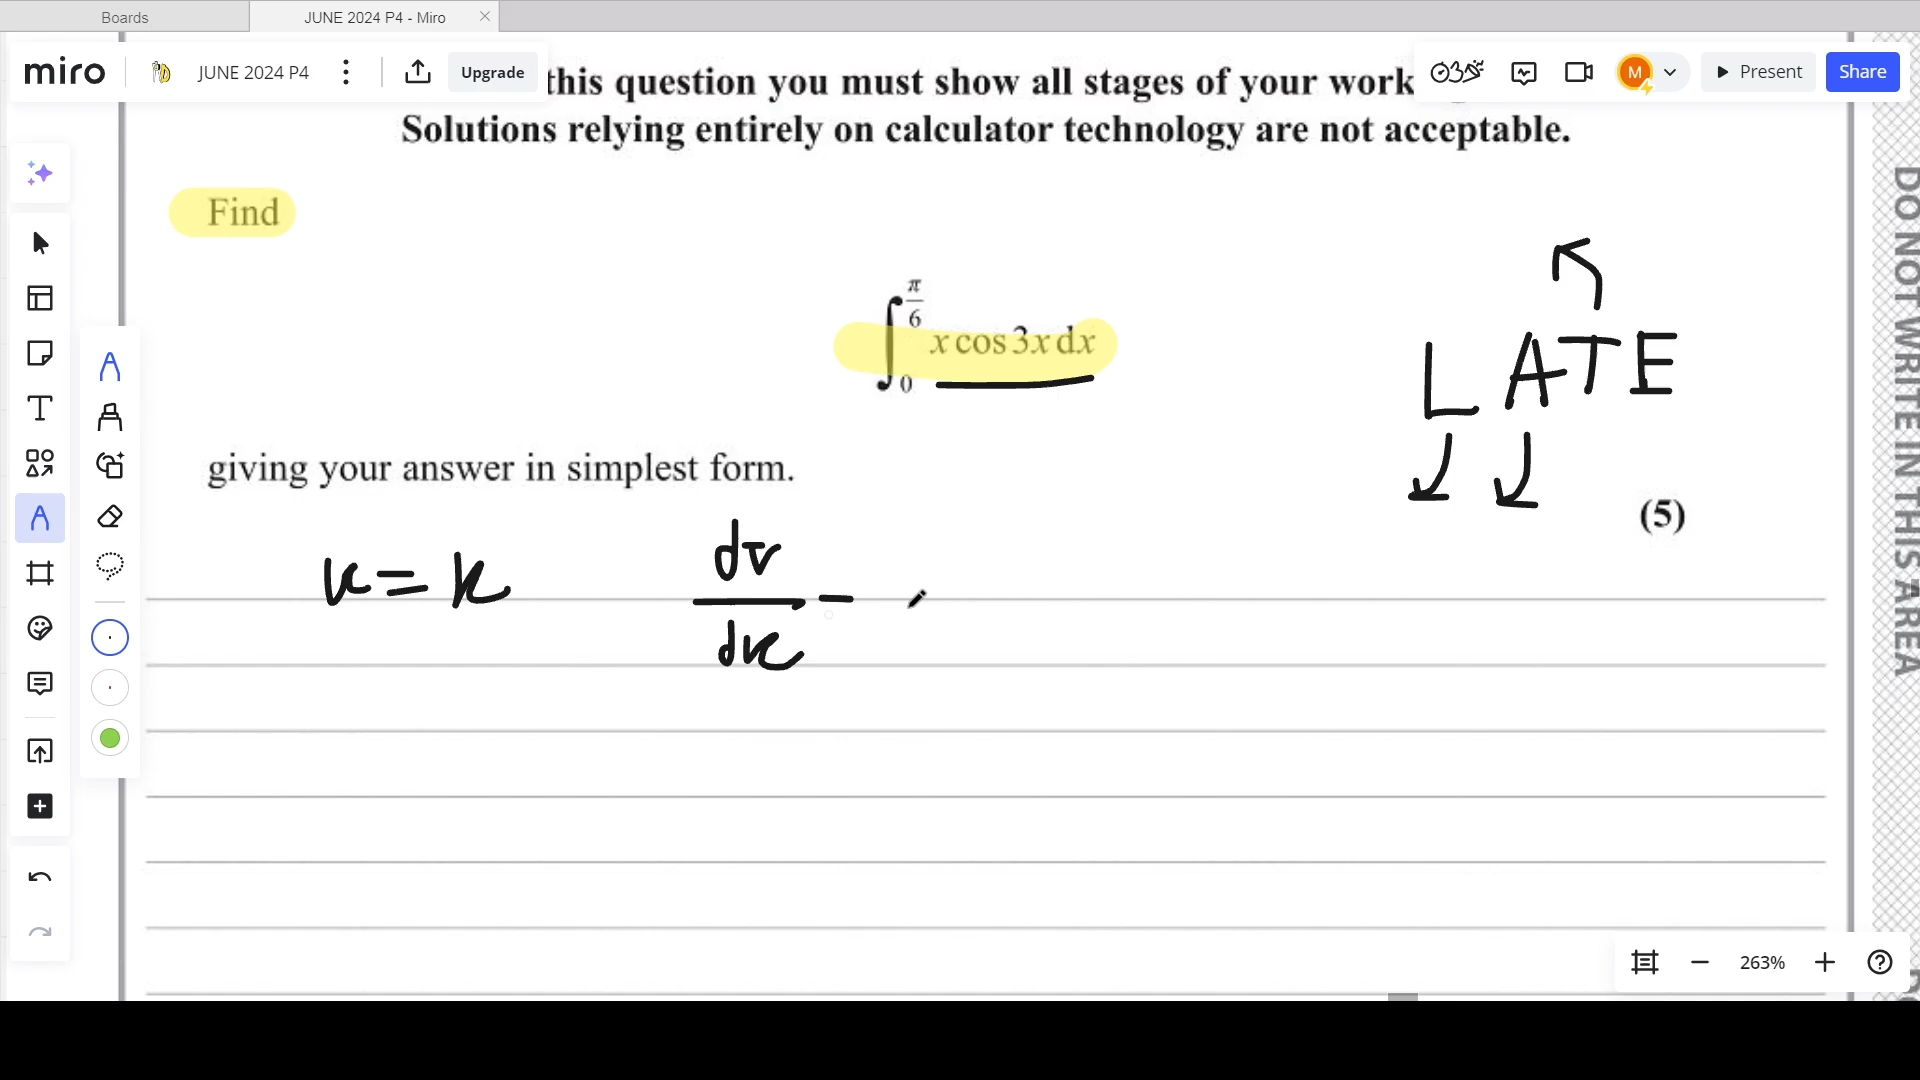 Boards
JUNE 2024 P4 - Miro
miro
JUNE 2024 P4
Upgrade
Present
Share
this question you must show all stages of your work
Solutions relying entirely on calculator technology are not acceptable.
Find
∫₀^(π/6) x cos 3x dx
L A T E
giving your answer in simplest form.
(5)
u = x
dv/dx =
DO NOT WRITE IN THIS AREA
263%
M